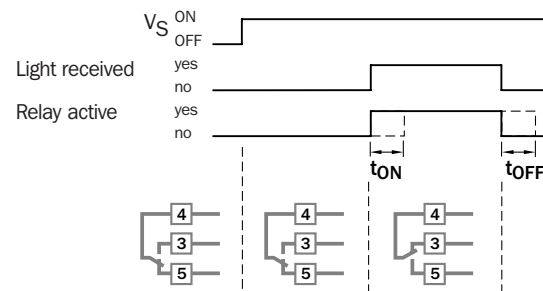 VS ON
OFF
Light received yes
no
Relay active yes
no
tON tOFF
4 4 4
3 3 3
5 5 5